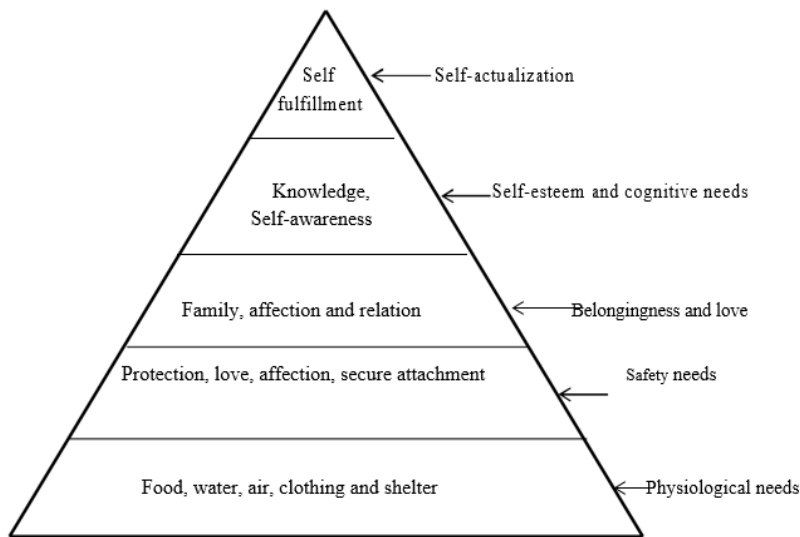 Self
fulfillment
Self-actualization
Knowledge,
Self-awareness
Self-esteem and cognitive needs
Family, affection and relation
Belongingness and love
Protection, love, affection, secure attachment
Safety needs
Food, water, air, clothing and shelter
Physiological needs